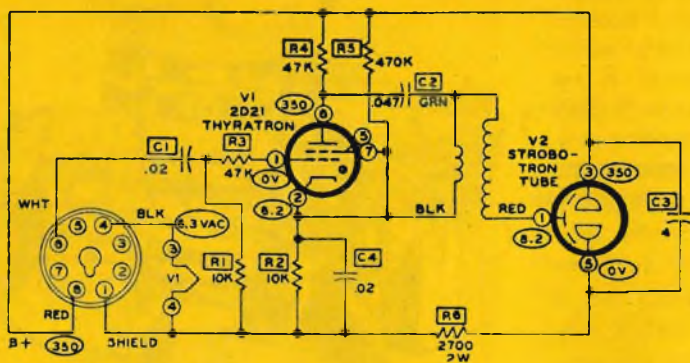 R4
47K
R5
470K
C2
.047/
GRN
V1
2D21
THYRATRON
350
6
5
7
1
2
0V
8.2
C1
.02
R3
47K
V2
STROBO-
TRON
TUBE
3
350
C3
4
1
8.2
5
0V
RED
BLK
WHT
BLK
6.3 VAC
5
4
6
3
7
2
8
1
3
V1
4
R1
10K
R2
10K
C4
.02
RED
B+
350
SHIELD
R6
2700
2W